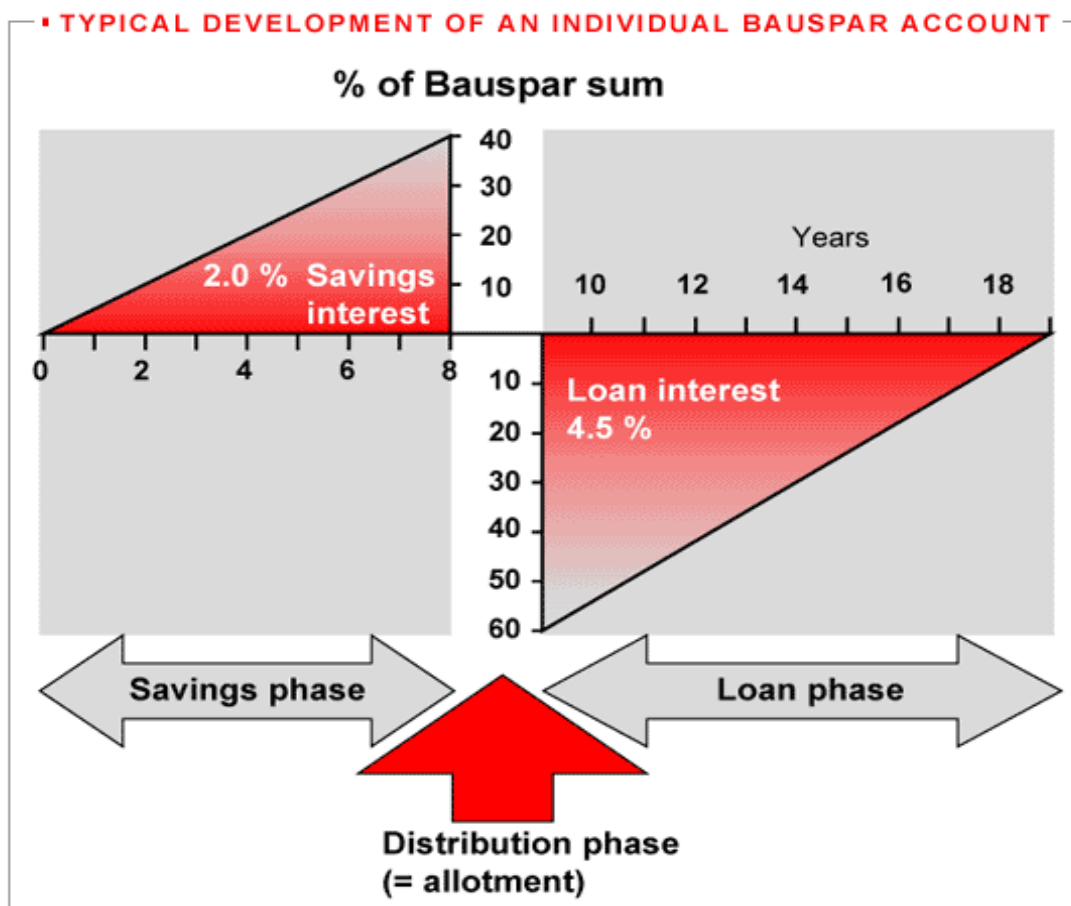 TYPICAL DEVELOPMENT OF AN INDIVIDUAL BAUSPAR ACCOUNT
% of Bauspar sum
40
30
20
10
2.0 % Savings
interest
0 2 4 6 8
Years
10 12 14 16 18
10
20
30
40
50
60
Loan interest
4.5 %
Savings phase
Loan phase
Distribution phase
(= allotment)